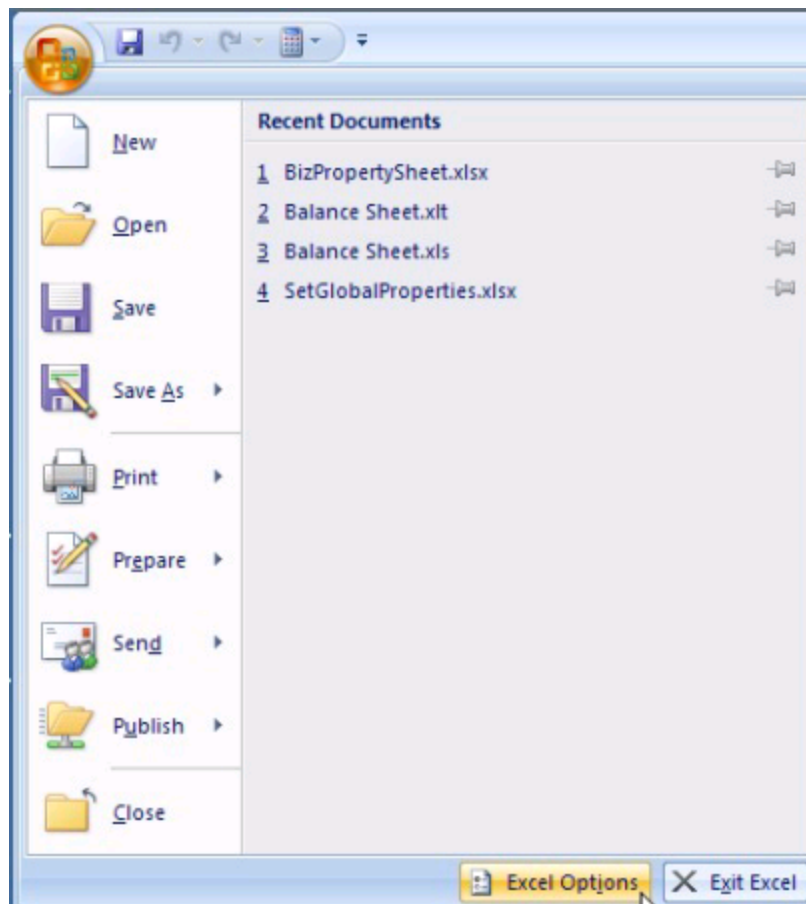 New
Open
Save
Save As
Print
Prepare
Send
Publish
Close
Recent Documents
1 BizPropertySheet.xlsx
2 Balance Sheet.xlt
3 Balance Sheet.xls
4 SetGlobalProperties.xlsx
Excel Options
Exit Excel